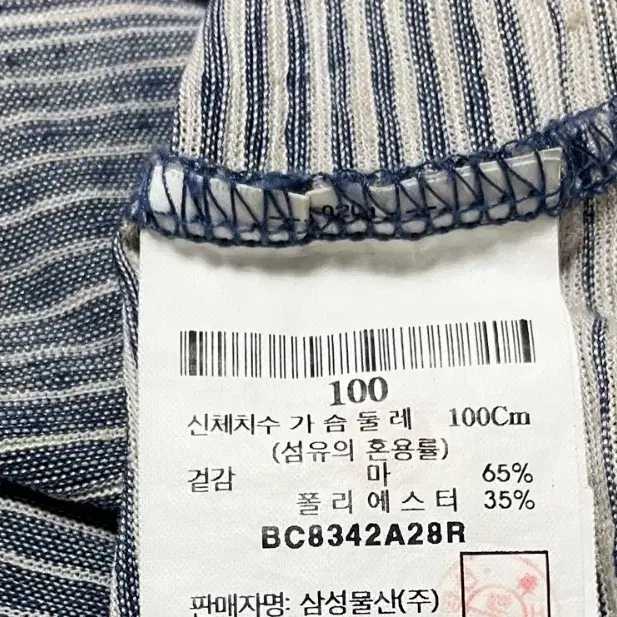 100
신체치수 가 슴 둘 레 100Cm
(섬유의 혼용률)
겉감 마 65%
폴 리 에 스 터 35%
BC8342A28R
판매자명: 삼성물산(주)